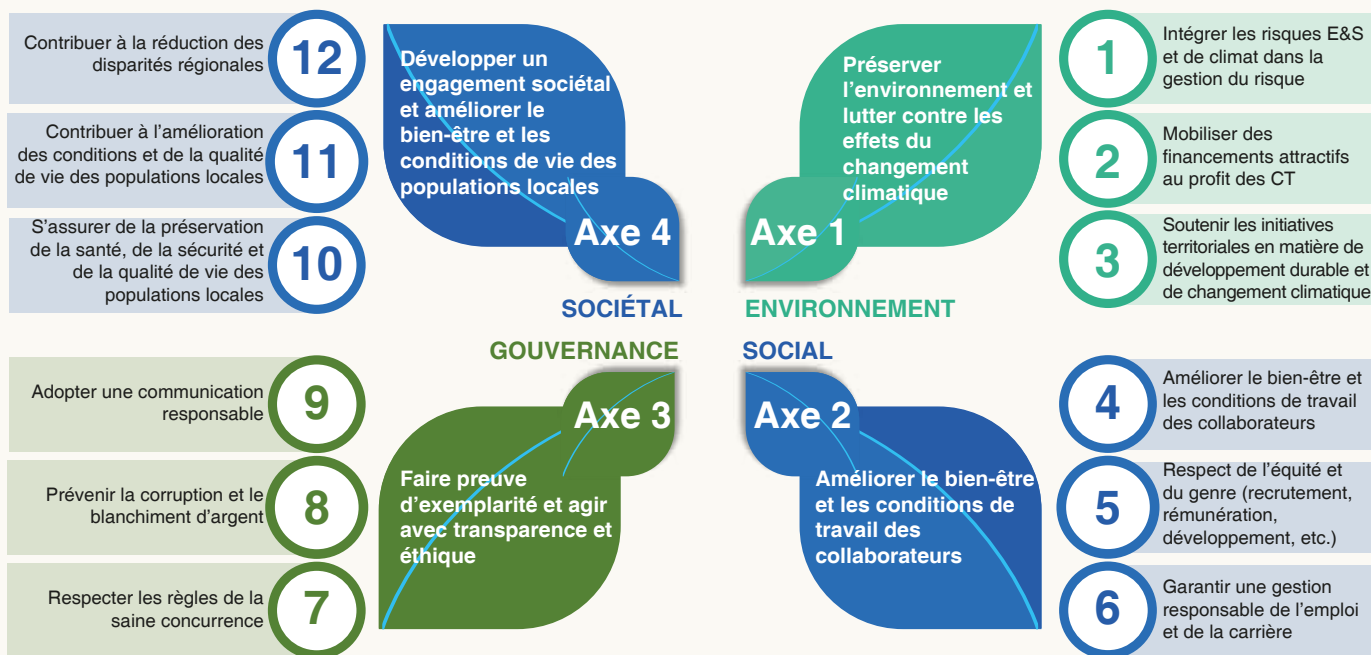 12
Contribuer à la réduction des
disparités régionales
11
Contribuer à l'amélioration
des conditions et de la qualité
de vie des populations locales
10
S'assurer de la préservation
de la santé, de la sécurité et
de la qualité de vie des
populations locales
Développer un
engagement sociétal
et améliorer le
bien-être et les
conditions de vie des
populations locales
Axe 4
SOCIÉTAL
Préserver
l'environnement et
lutter contre les
effets du
changement
climatique
Axe 1
ENVIRONNEMENT
1
Intégrer les risques E&S
et de climat dans la
gestion du risque
2
Mobiliser des
financements attractifs
au profit des CT
3
Soutenir les initiatives
territoriales en matière de
développement durable et
de changement climatique
GOUVERNANCE
Axe 3
Faire preuve
d'exemplarité et agir
avec transparence et
éthique
9
Adopter une communication
responsable
8
Prévenir la corruption et le
blanchiment d'argent
7
Respecter les règles de la
saine concurrence
SOCIAL
Axe 2
Améliorer le bien-être
et les conditions de
travail des
collaborateurs
4
Améliorer le bien-être et
les conditions de travail
des collaborateurs
5
Respect de l'équité et
du genre (recrutement,
rémunération,
développement, etc.)
6
Garantir une gestion
responsable de l'emploi
et de la carrière